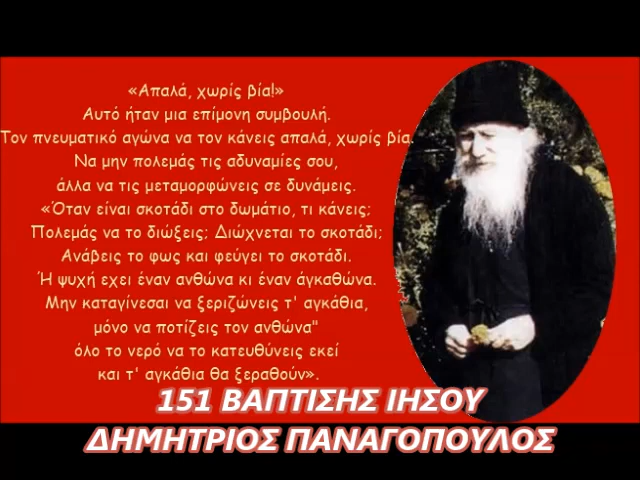 «Απαλά, χωρίς βία!»
Αυτό ήταν μια επίμονη συμβουλή.
Τον πνευματικό αγώνα να τον κάνεις απαλά, χωρίς βία.
Να μην πολεμάς τις αδυναμίες σου,
άλλα να τις μεταμορφώνεις σε δυνάμεις.
«Όταν είναι σκοτάδι στο δωμάτιο, τι κάνεις;
Πολεμάς να το διώξεις; Διώχνεται το σκοτάδι;
Ανάβεις το φως και φεύγει το σκοτάδι.
Ή ψυχή εχει έναν ανθώνα κι έναν άγκαθώνα.
Μην καταγίνεσαι να ξεριζώνεις τ' αγκάθια,
μόνο να ποτίζεις τον ανθώνα"
όλο το νερό να το κατευθύνεις εκεί
και τ' αγκάθια θα ξεραθούν».
151 ΒΑΠΤΙΣΗΣ ΙΗΣΟΥ
ΔΗΜΗΤΡΙΟΣ ΠΑΝΑΓΟΠΟΥΛΟΣ